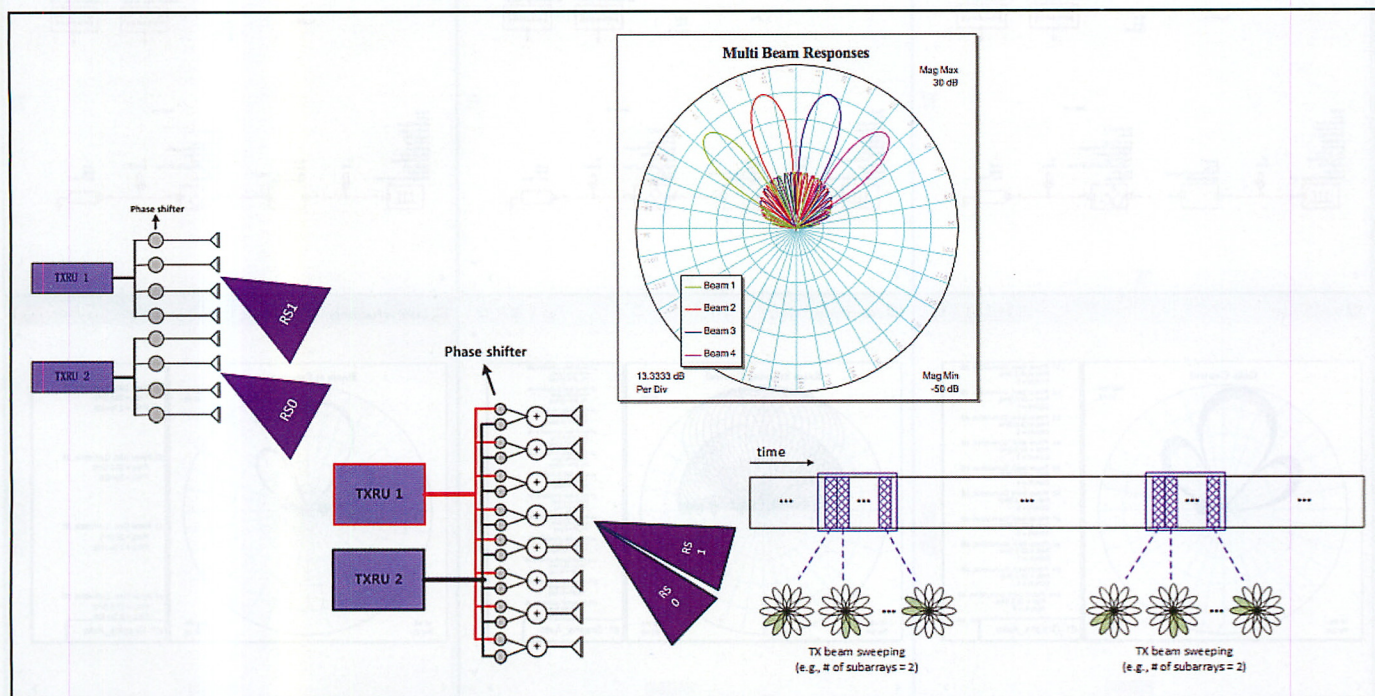 Multi Beam Responses
Mag Max
30 dB
Beam 1
Beam 2
Beam 3
Beam 4
13.3333 dB
Per Div
Mag Min
-50 dB
Phase shifter
TXRU 1
TXRU 2
RS1
RS0
Phase shifter
TXRU 1
TXRU 2
RS
1
RS
0
time
...
...
...
...
...
...
...
TX beam sweeping
(e.g., # of subarrays = 2)
TX beam sweeping
(e.g., # of subarrays = 2)